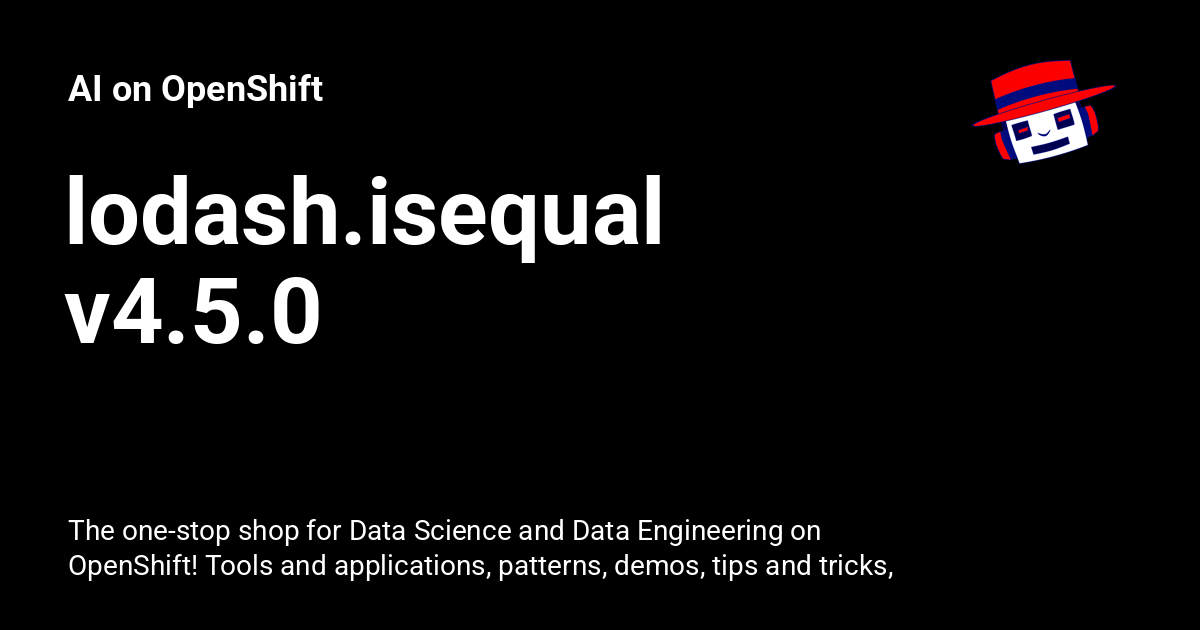 AI on OpenShift
lodash.isequal
v4.5.0
The one-stop shop for Data Science and Data Engineering on
OpenShift! Tools and applications, patterns, demos, tips and tricks,